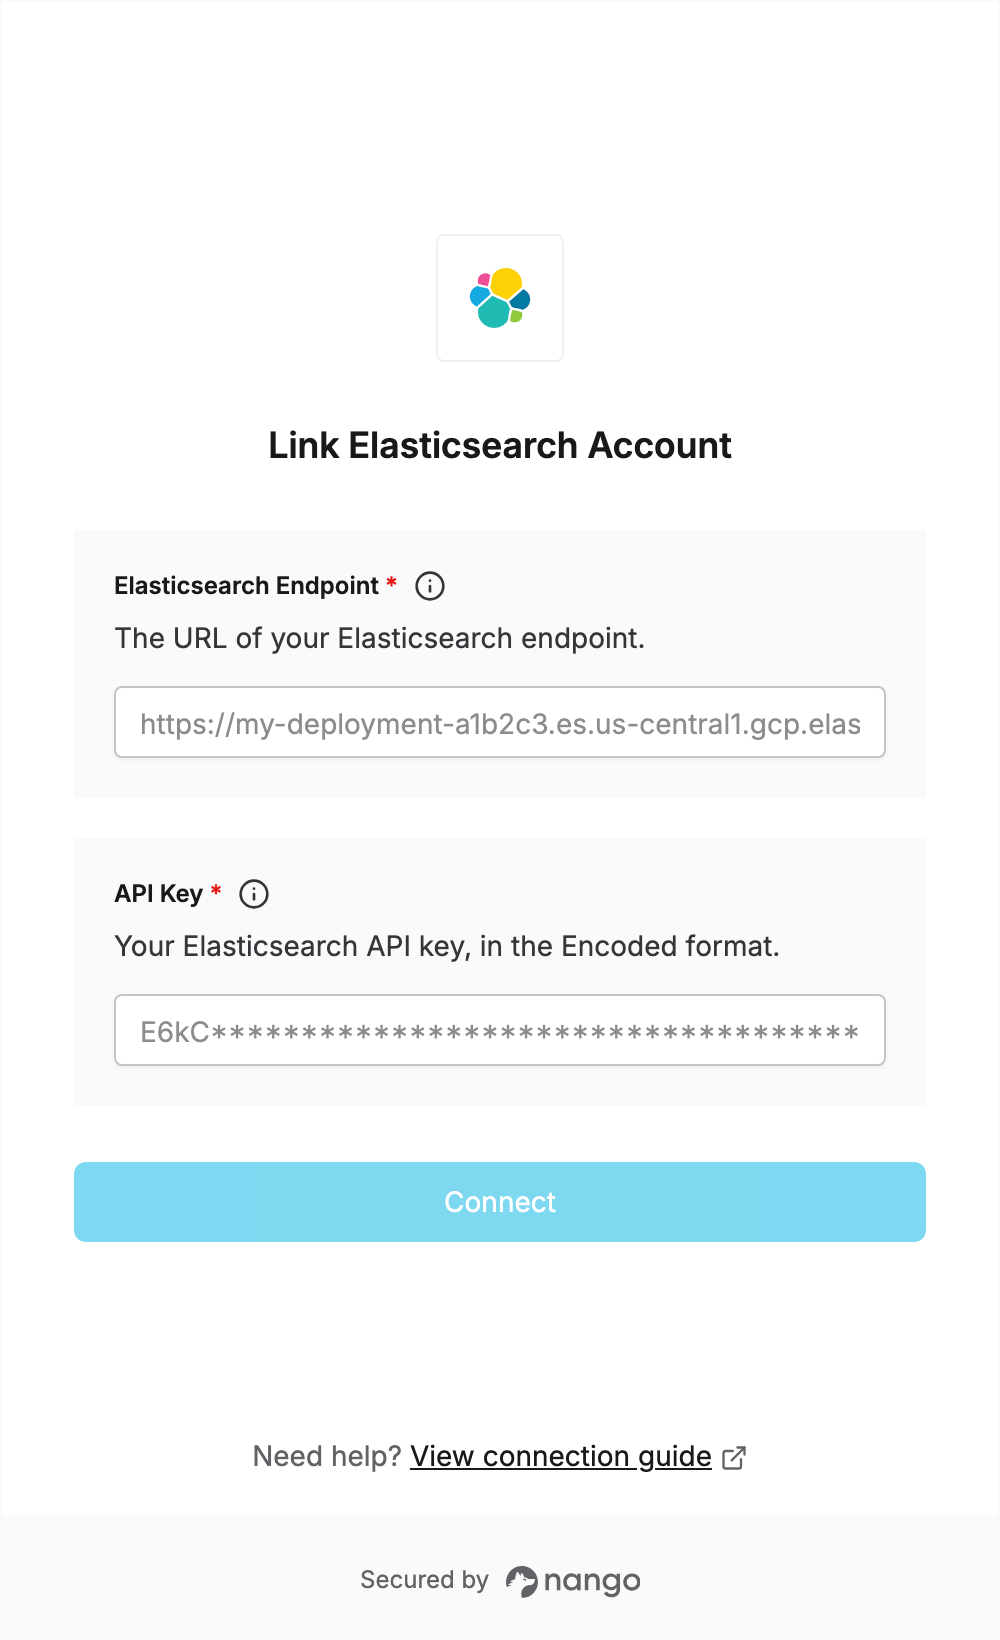 Link Elasticsearch Account
Elasticsearch Endpoint *
The URL of your Elasticsearch endpoint.
https://my-deployment-a1b2c3.es.us-central1.gcp.elas
API Key *
Your Elasticsearch API key, in the Encoded format.
E6kC************************************
Connect
Need help? View connection guide
Secured by nango